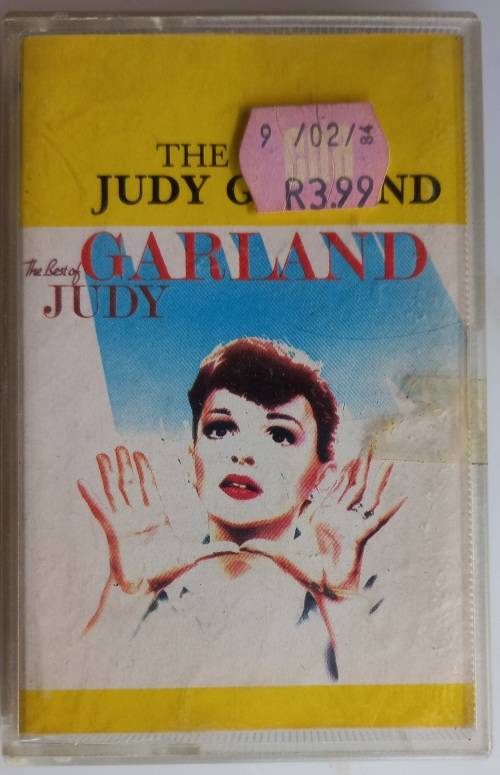 THE
JUDY G ND
9 /02/ 84
R3.99
The Best of GARLAND
JUDY